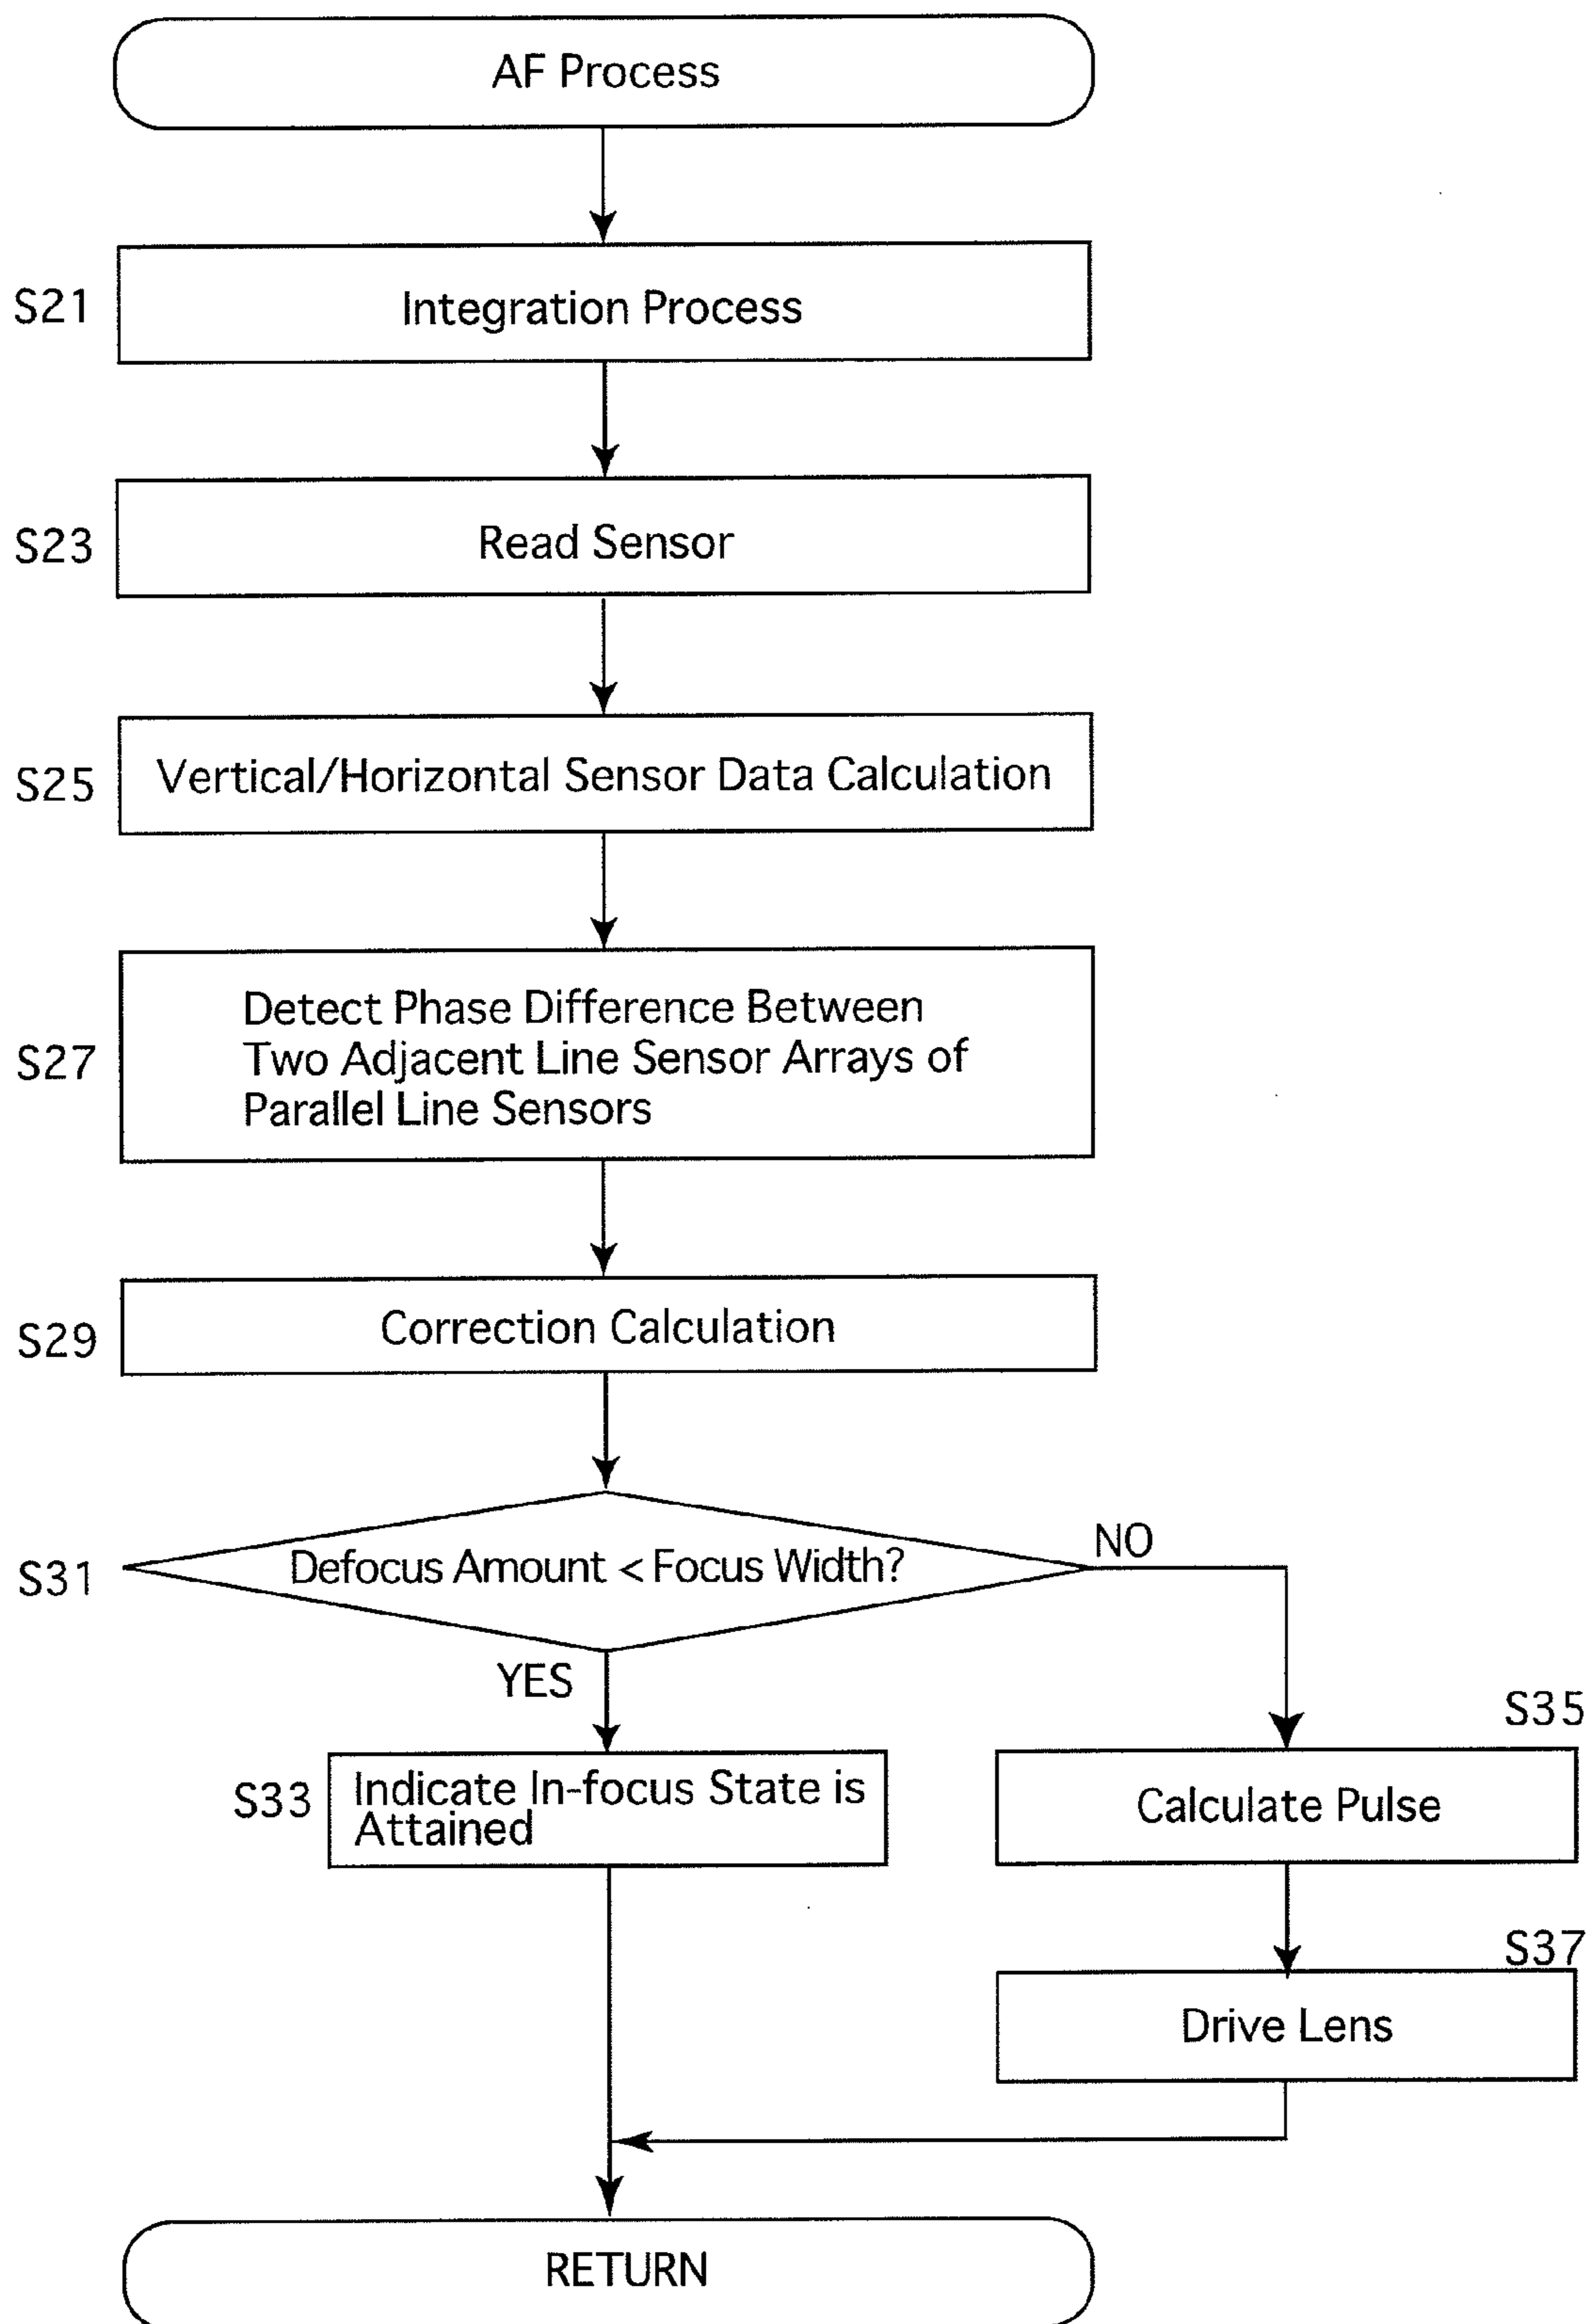 AF Process
S21
Integration Process
S23
Read Sensor
S25
Vertical/Horizontal Sensor Data Calculation
S27
Detect Phase Difference Between
Two Adjacent Line Sensor Arrays of
Parallel Line Sensors
S29
Correction Calculation
S31
Defocus Amount < Focus Width?
NO
YES
S33
Indicate In-focus State is
Attained
S35
Calculate Pulse
S37
Drive Lens
RETURN